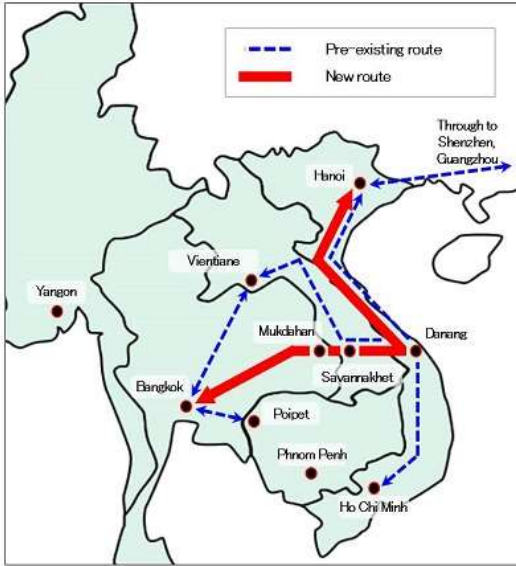 Pre-existing route
New route
Through to
Shenzhen,
Guangzhou
Hanoi
Vientiane
Yangon
Mukdahan
Danang
Savannakhet
Bangkok
Poipet
Phnom Penh
Ho Chi Minh